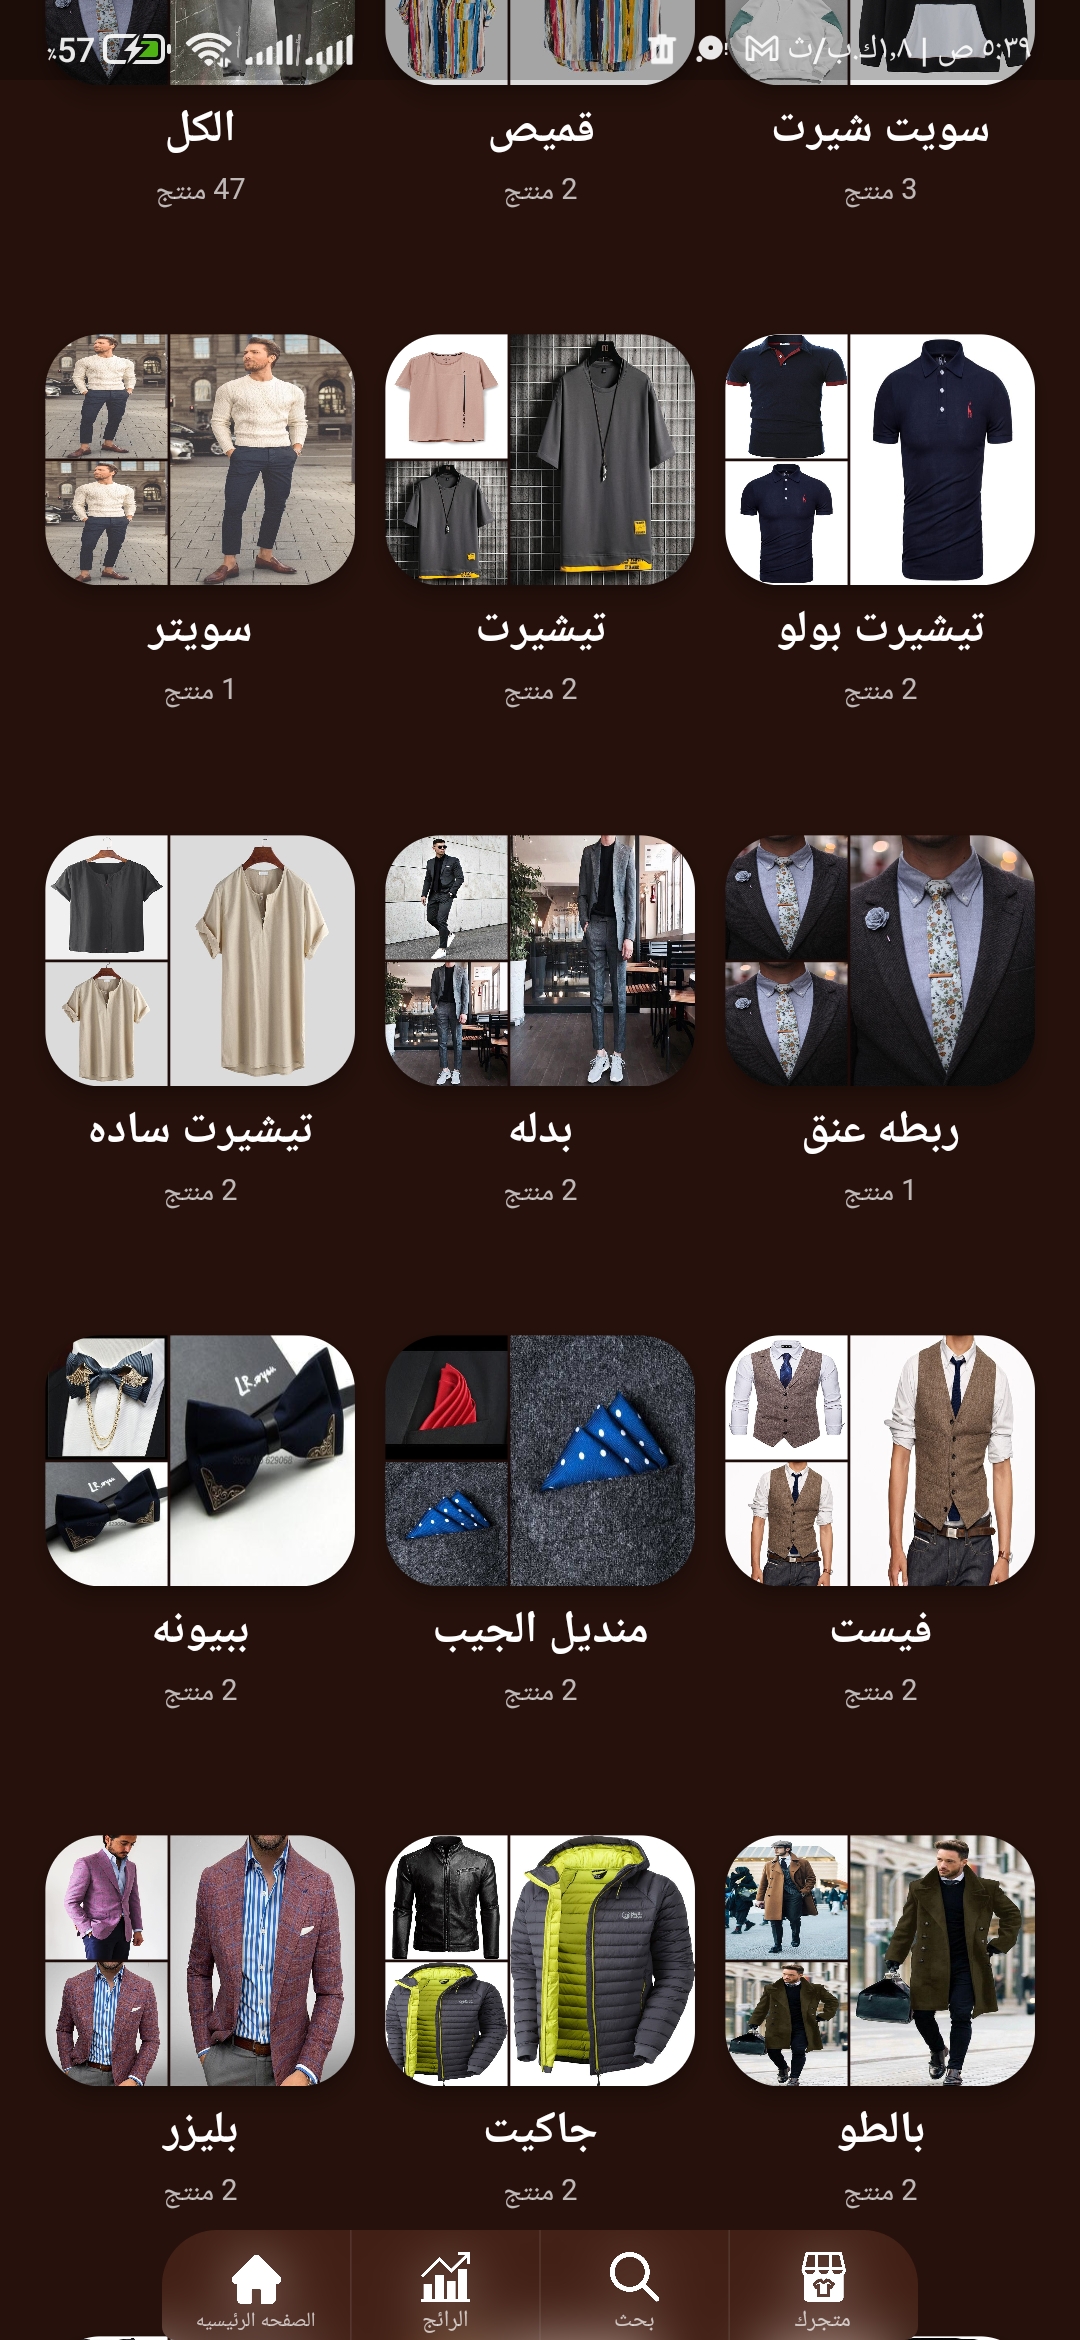 ٥:٣٩ ص | ١٫٨ك.ب/ث
57٪
سويت شيرت
قميص
الكل
3 منتج
2 منتج
47 منتج
تيشيرت بولو
تيشيرت
سويتر
2 منتج
2 منتج
1 منتج
ربطه عنق
بدله
تيشيرت ساده
1 منتج
2 منتج
2 منتج
فيست
منديل الجيب
ببيونه
2 منتج
2 منتج
2 منتج
بالطو
جاكيت
بليزر
2 منتج
2 منتج
2 منتج
متجرك
بحث
الرائج
الصفحه الرئيسيه